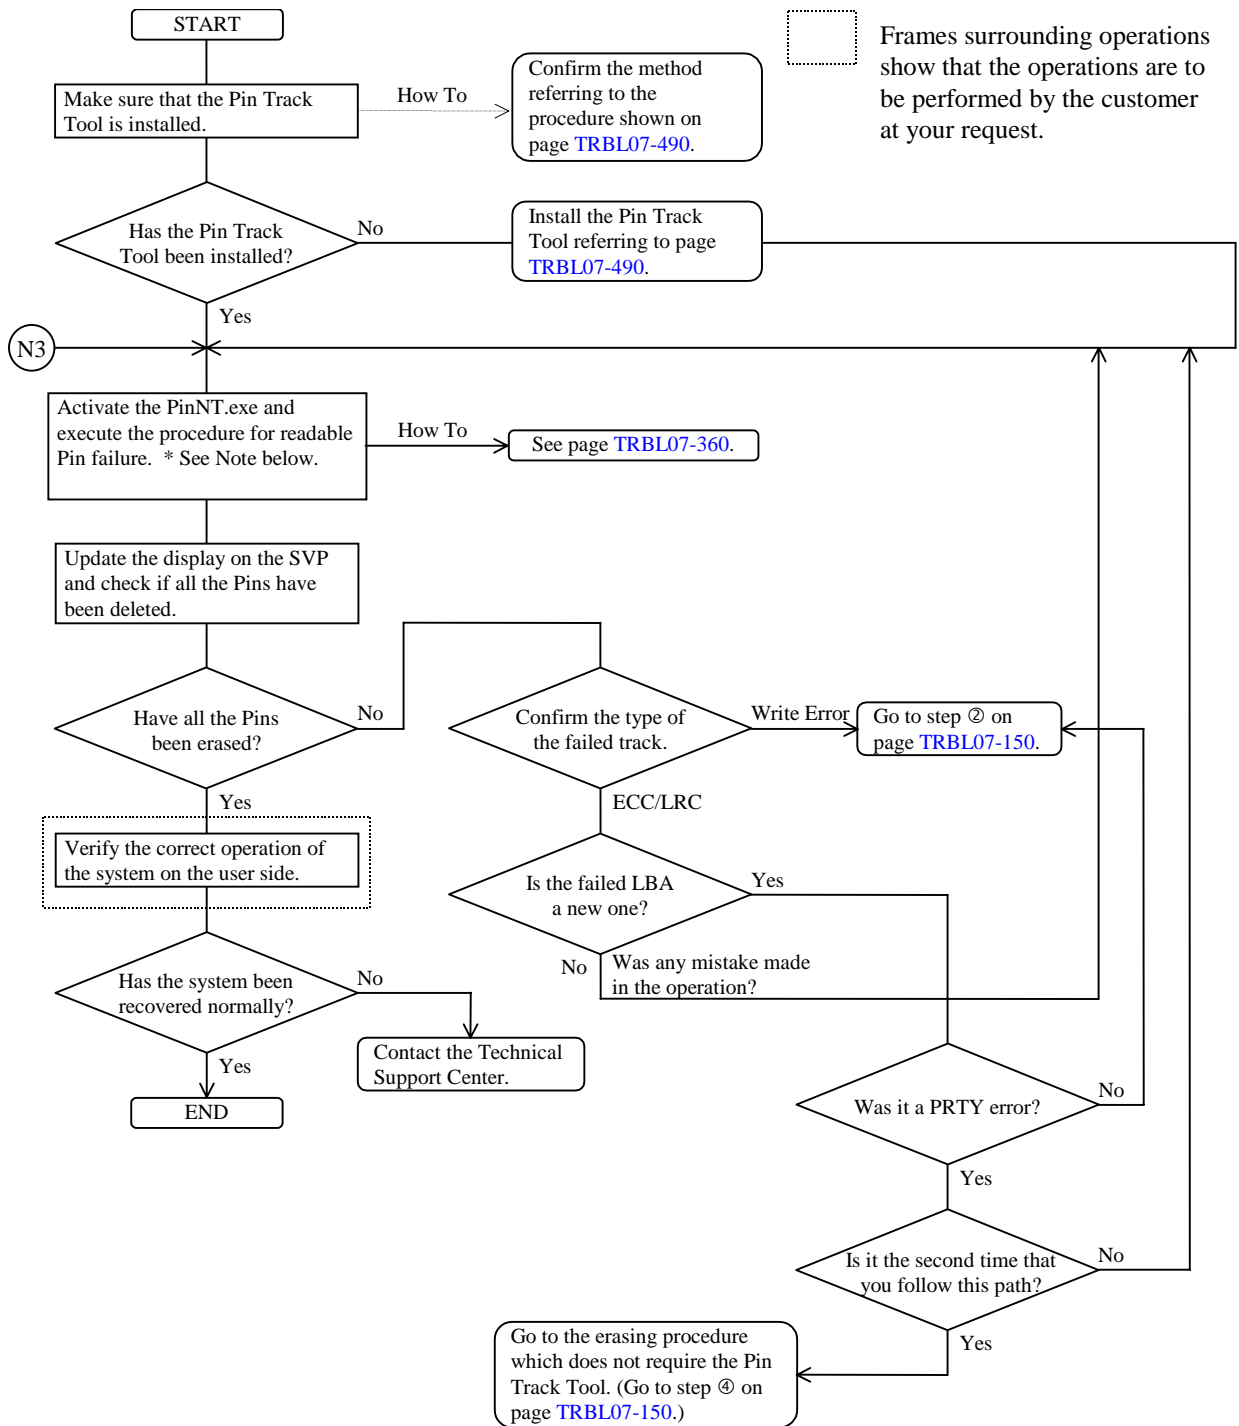 START
Frames surrounding operations
show that the operations are to
be performed by the customer
at your request.
Make sure that the Pin Track
Tool is installed.
How To
Confirm the method
referring to the
procedure shown on
page TRBL07-490.
Has the Pin Track
Tool been installed?
No
Install the Pin Track
Tool referring to page
TRBL07-490.
Yes
N3
Activate the PinNT.exe and
execute the procedure for readable
Pin failure.  * See Note below.
How To
See page TRBL07-360.
Update the display on the SVP
and check if all the Pins have
been deleted.
Have all the Pins
been erased?
No
Confirm the type of
the failed track.
Write Error
Go to step ② on
page TRBL07-150.
Yes
ECC/LRC
Verify the correct operation of
the system on the user side.
Is the failed LBA
a new one?
Yes
No
Was any mistake made
in the operation?
Has the system been
recovered normally?
No
Contact the Technical
Support Center.
Yes
END
Was it a PRTY error?
No
Yes
Is it the second time that
you follow this path?
No
Yes
Go to the erasing procedure
which does not require the Pin
Track Tool. (Go to step ④ on
page TRBL07-150.)